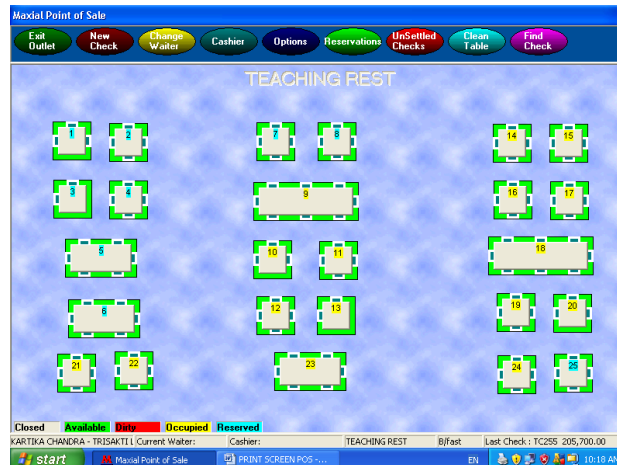 Maxial Point of Sale
Exit Outlet
New Check
Change Waiter
Cashier
Options
Reservations
UnSettled Checks
Clean Table
Find Check
TEACHING REST
1 2 7 8 14 15
3 4 9 16 17
5 10 11 18
6 12 13 19 20
21 22 23 24 25
Closed Available Dirty Occupied Reserved
KARTIKA CHANDRA - TRISAKTI L Current Waiter: Cashier: TEACHING REST B/fast Last Check : TC255 205,700.00
start Maxial Point of Sale PRINT SCREEN POS -... EN 10:18 AM